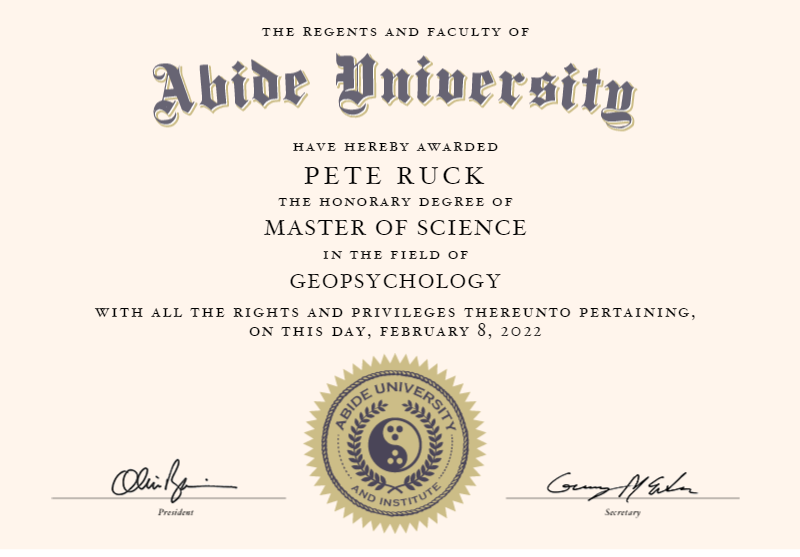 THE REGENTS AND FACULTY OF
Abide University
HAVE HEREBY AWARDED
PETE RUCK
THE HONORARY DEGREE OF
MASTER OF SCIENCE
IN THE FIELD OF
GEOPSYCHOLOGY
WITH ALL THE RIGHTS AND PRIVILEGES THEREUNTO PERTAINING,
ON THIS DAY, FEBRUARY 8, 2022
ABIDE UNIVERSITY
AND INSTITUTE
President
Secretary